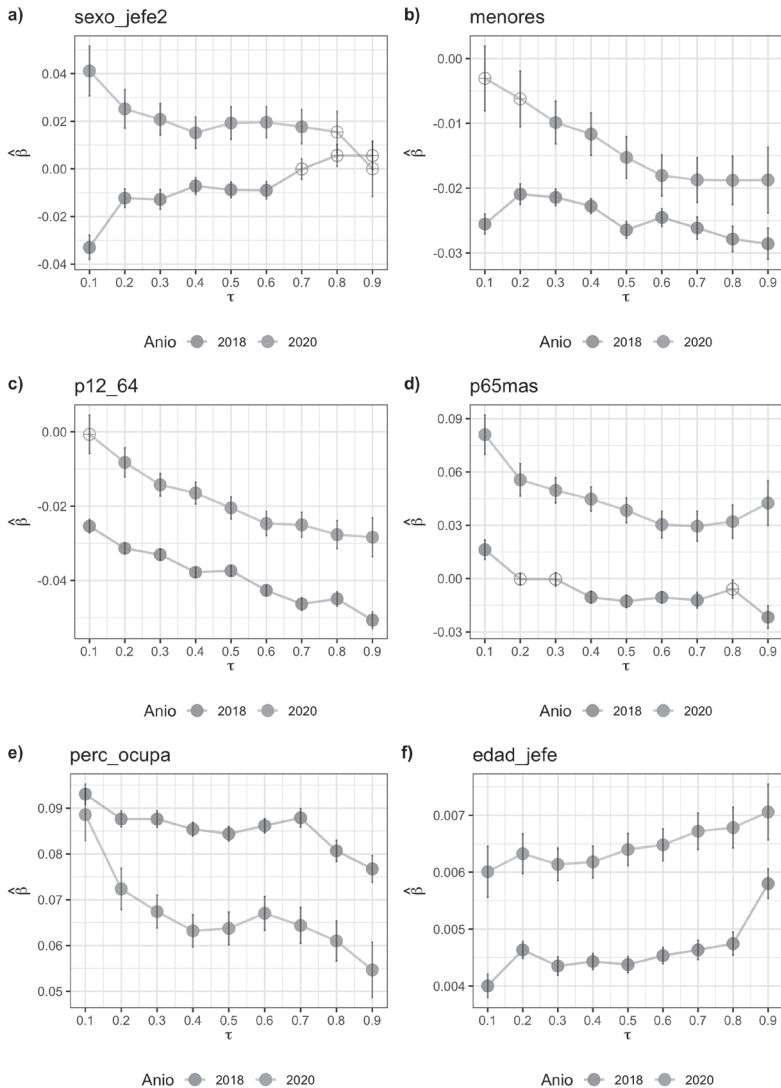 a) sexo_jefe2
0.04
0.02
0.00
-0.02
-0.04
β̂
0.1 0.2 0.3 0.4 0.5 0.6 0.7 0.8 0.9
τ
Anio 2018 2020
b) menores
0.00
-0.01
-0.02
-0.03
β̂
0.1 0.2 0.3 0.4 0.5 0.6 0.7 0.8 0.9
τ
Anio 2018 2020
c) p12_64
0.00
-0.02
-0.04
β̂
0.1 0.2 0.3 0.4 0.5 0.6 0.7 0.8 0.9
τ
Anio 2018 2020
d) p65mas
0.09
0.06
0.03
0.00
-0.03
β̂
0.1 0.2 0.3 0.4 0.5 0.6 0.7 0.8 0.9
τ
Anio 2018 2020
e) perc_ocupa
0.09
0.08
0.07
0.06
0.05
β̂
0.1 0.2 0.3 0.4 0.5 0.6 0.7 0.8 0.9
τ
Anio 2018 2020
f) edad_jefe
0.007
0.006
0.005
0.004
β̂
0.1 0.2 0.3 0.4 0.5 0.6 0.7 0.8 0.9
τ
Anio 2018 2020